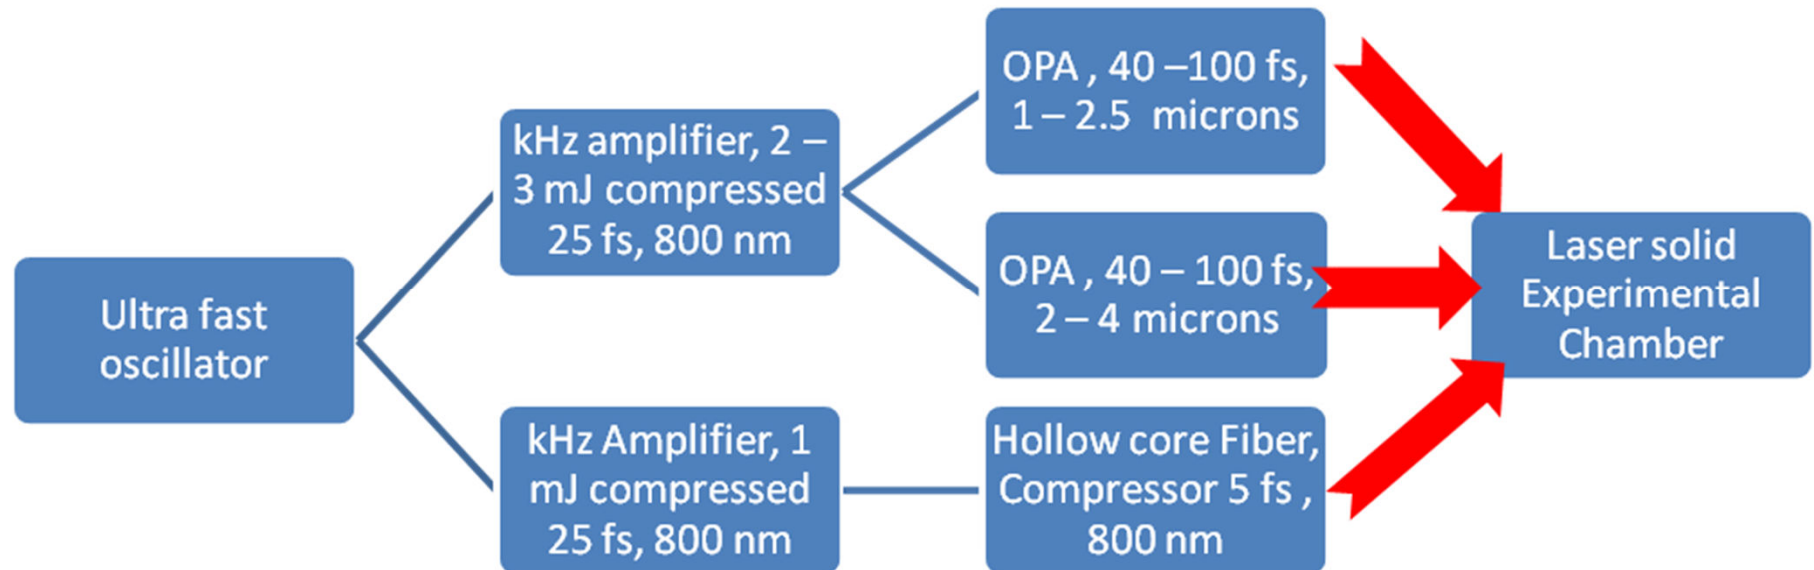 Ultra fast
oscillator
kHz amplifier, 2 –
3 mJ compressed
25 fs, 800 nm
kHz Amplifier, 1
mJ compressed
25 fs, 800 nm
OPA , 40 –100 fs,
1 – 2.5  microns
OPA , 40 – 100 fs,
2 – 4 microns
Hollow core Fiber,
Compressor 5 fs ,
800 nm
Laser solid
Experimental
Chamber